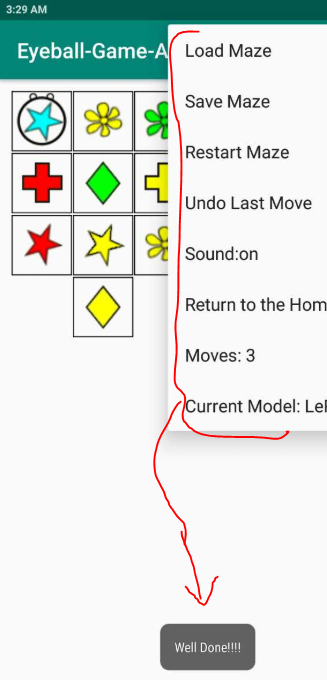 3:29 AM
Eyeball-Game-A
Load Maze
Save Maze
Restart Maze
Undo Last Move
Sound:on
Return to the Hom
Moves: 3
Current Model: Lef
Well Done!!!!